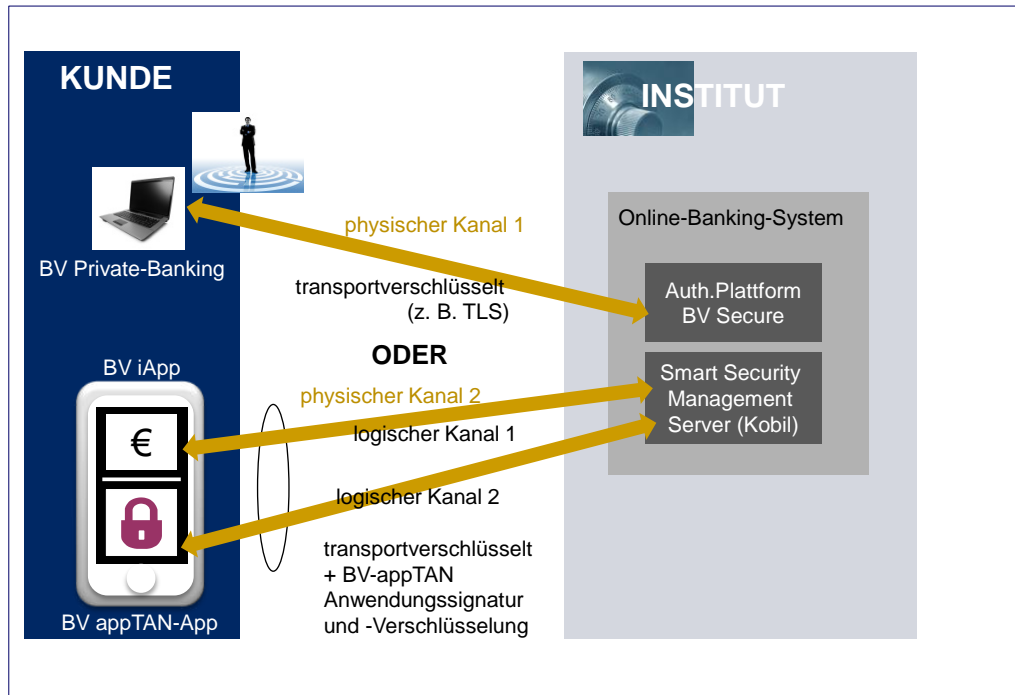 KUNDE
INSTITUT
physischer Kanal 1
Online-Banking-System
BV Private-Banking
transportverschlüsselt
(z. B. TLS)
Auth.Plattform
BV Secure
ODER
BV iApp
physischer Kanal 2
logischer Kanal 1
Smart Security
Management
Server (Kobil)
€
logischer Kanal 2
transportverschlüsselt
+ BV-appTAN
Anwendungssignatur
und -Verschlüsselung
BV appTAN-App